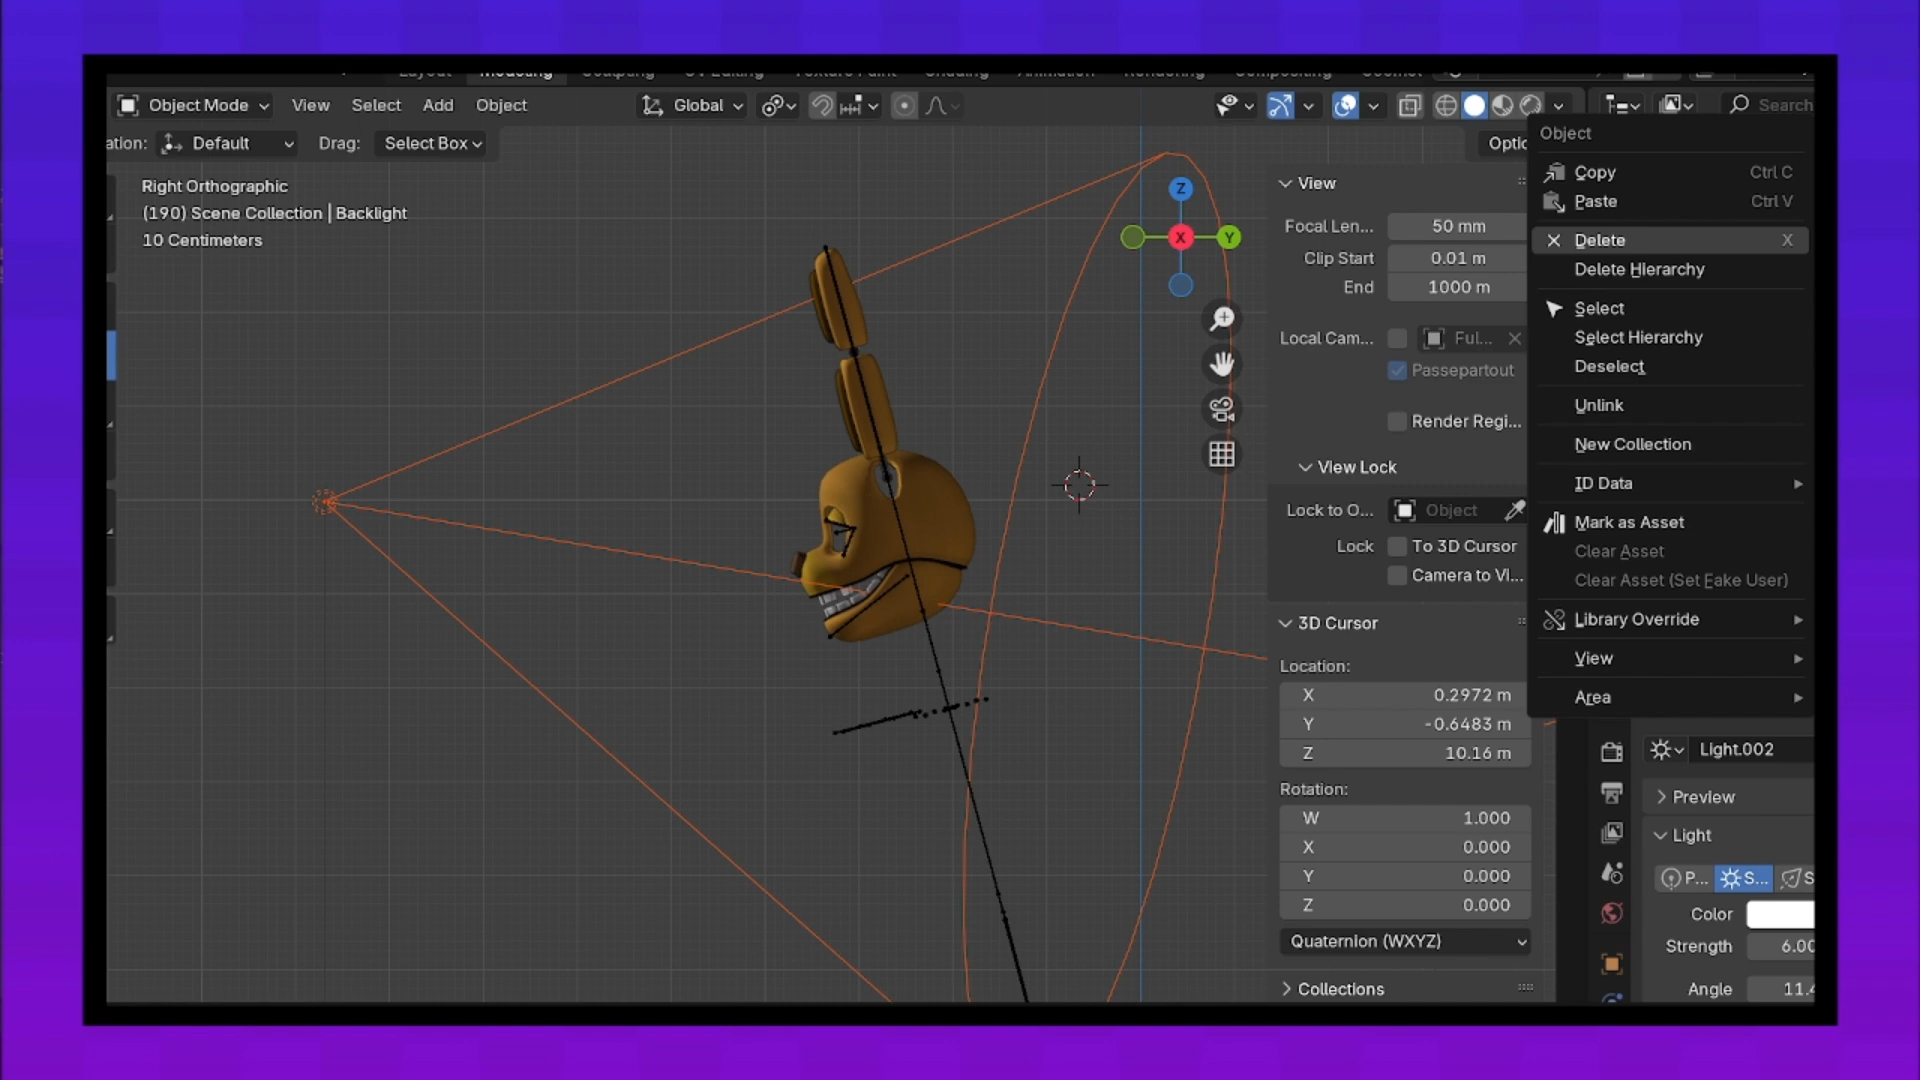 Object Mode View Select Add Object Global Search
ation: Default Drag: Select Box Optio
Right Orthographic
(190) Scene Collection | Backlight
10 Centimeters
Z
X
Y
View
Focal Len... 50 mm
Clip Start 0.01 m
End 1000 m
Local Cam... Ful...
Passepartout
Render Regi...
View Lock
Lock to O... Object
Lock To 3D Cursor
Camera to Vi...
3D Cursor
Location:
X 0.2972 m
Y -0.6483 m
Z 10.16 m
Rotation:
W 1.000
X 0.000
Y 0.000
Z 0.000
Quaternion (WXYZ)
Collections
Object
Copy Ctrl C
Paste Ctrl V
Delete X
Delete Hierarchy
Select
Select Hierarchy
Deselect
Unlink
New Collection
ID Data
Mark as Asset
Clear Asset
Clear Asset (Set Fake User)
Library Override
View
Area
Light.002
Preview
Light
P... S... S
Color
Strength 6.00
Angle 11.4